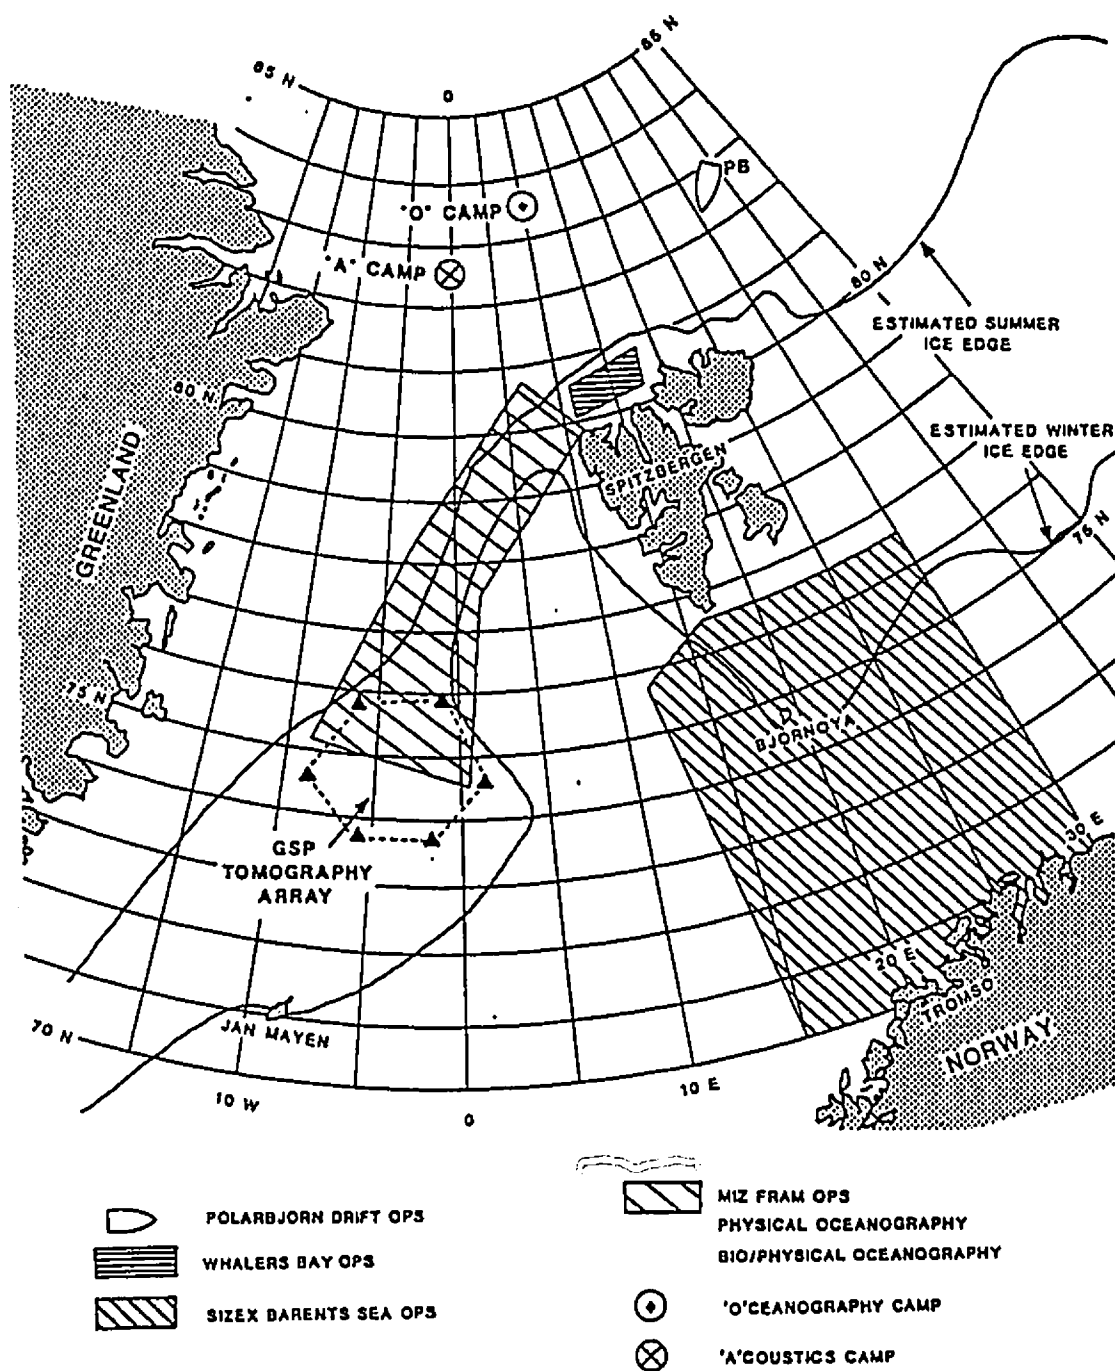 85 N
0
85 N
PB
"O" CAMP
"A" CAMP
80 N
ESTIMATED SUMMER
ICE EDGE
80 N
ESTIMATED WINTER
ICE EDGE
SPITZBERGEN
GREENLAND
75 N
75 N
BJORNOYA
GSP
TOMOGRAPHY
ARRAY
30 E
20 E
TROMSO
NORWAY
JAN MAYEN
70 N
10 W
0
10 E
POLARBJORN DRIFT OPS
WHALERS BAY OPS
SIZEX BARENTS SEA OPS
MIZ FRAM OPS
PHYSICAL OCEANOGRAPHY
BIO/PHYSICAL OCEANOGRAPHY
'O'CEANOGRAPHY CAMP
'A'COUSTICS CAMP